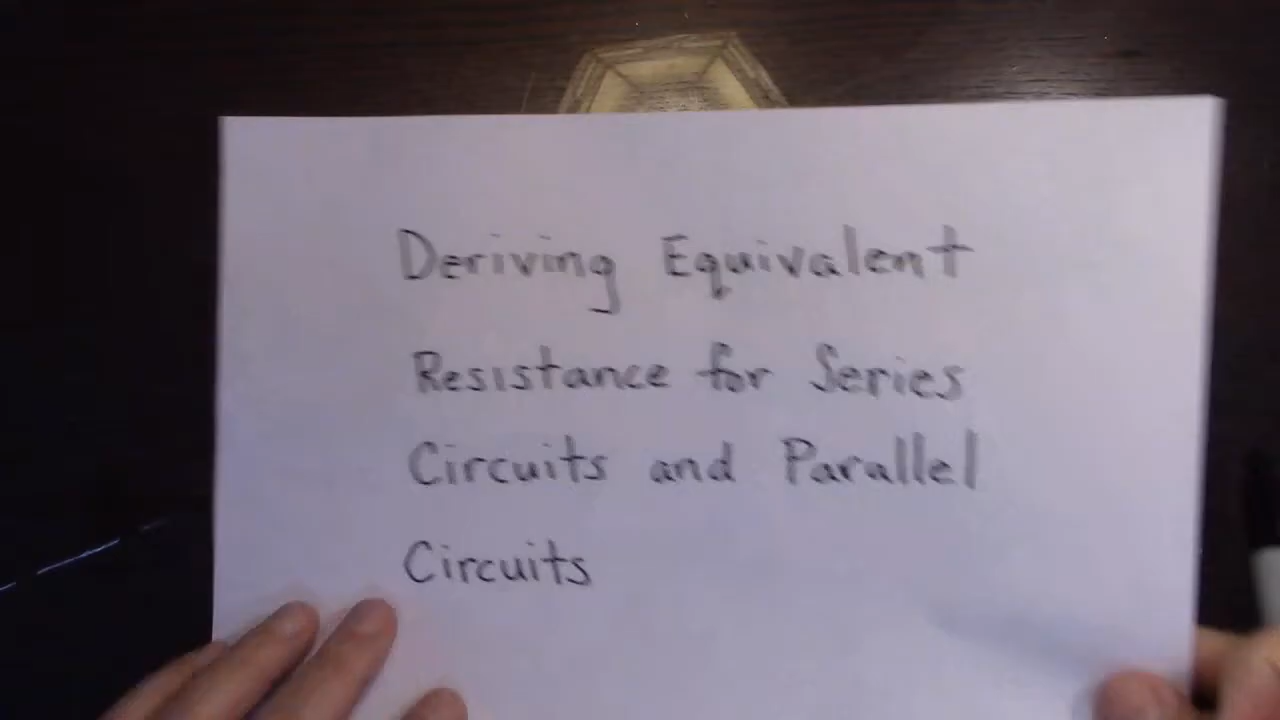 Deriving Equivalent
Resistance for Series
Circuits and Parallel
Circuits